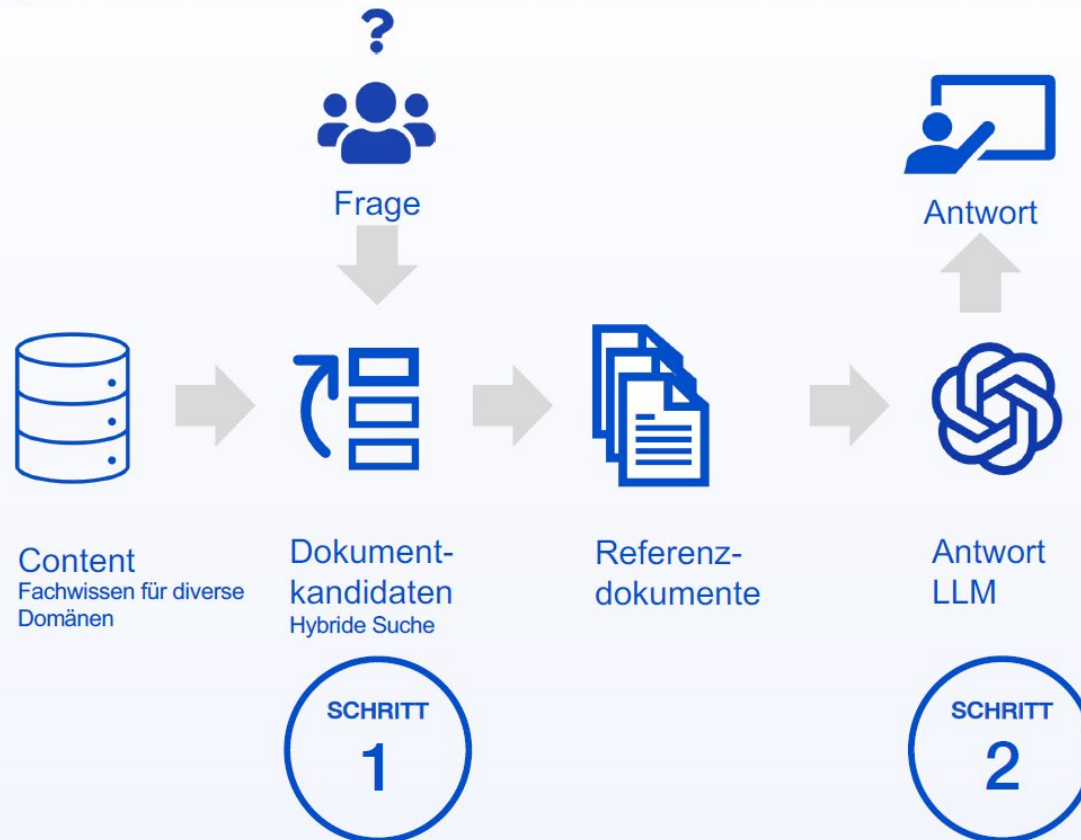 ?
Frage
Antwort
Content
Fachwissen für diverse
Domänen
Dokument-
kandidaten
Hybride Suche
Referenz-
dokumente
Antwort
LLM
SCHRITT
1
SCHRITT
2